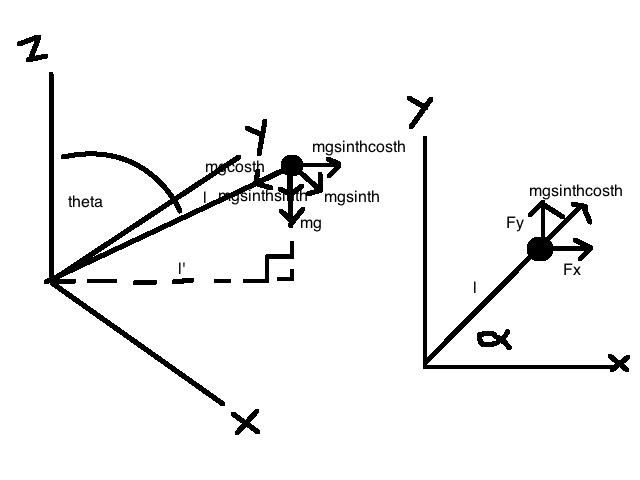 Z
Y
mgsinthcosth
mgcosth
theta
l
mgsinthsinth
mgsinth
mg
l'
X
Y
mgsinthcosth
Fy
Fx
l
α
X